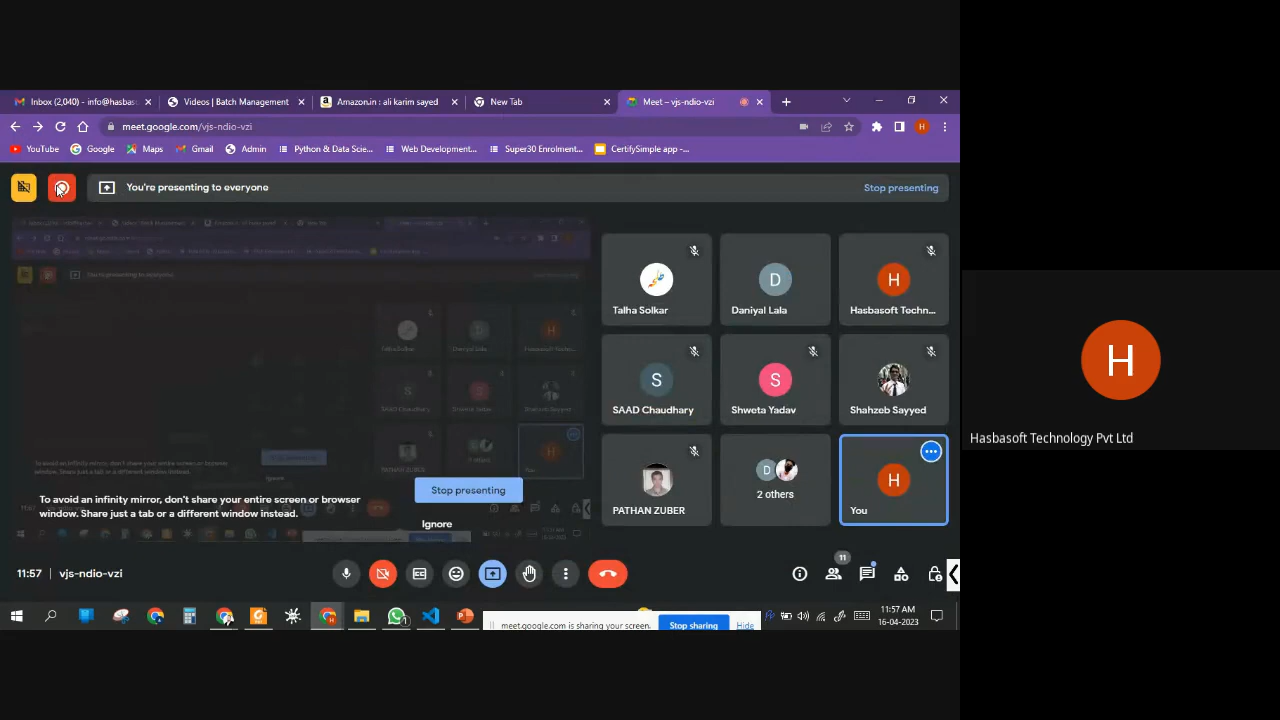 Inbox (2,040) - info@hasbas
Videos | Batch Management
Amazon.in : ali karim sayed
New Tab
Meet – vjs-ndio-vzi
meet.google.com/vjs-ndio-vzi
H
YouTube
Google
Maps
Gmail
Admin
Python & Data Scie...
Web Development...
Super30 Enrolment...
CertifySimple app -...
You're presenting to everyone
Stop presenting
Talha Solkar
D
Daniyal Lala
H
Hasbasoft Techn...
S
SAAD Chaudhary
S
Shweta Yadav
Shahzeb Sayyed
PATHAN ZUBER
D
2 others
H
You
To avoid an infinity mirror, don't share your entire screen or browser
window. Share just a tab or a different window instead.
Stop presenting
Ignore
11:57
vjs-ndio-vzi
11
meet.google.com is sharing your screen.
Stop sharing
Hide
11:57 AM
16-04-2023
H
Hasbasoft Technology Pvt Ltd